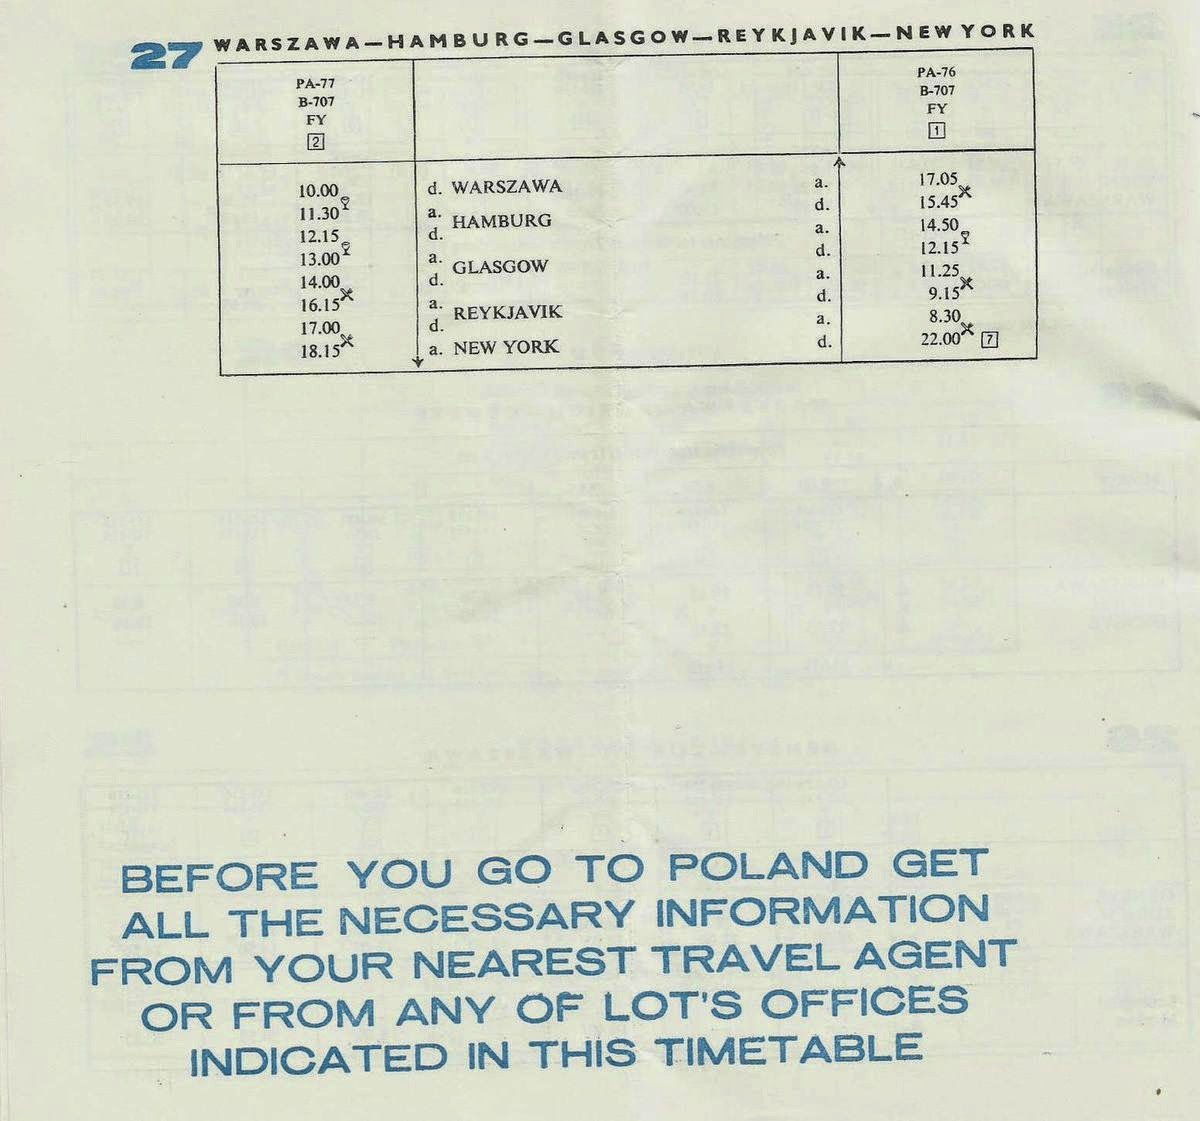 27 WARSZAWA—HAMBURG—GLASGOW—REYKJAVIK—NEW YORK
PA-77 PA-76
B-707 B-707
FY FY
2 1
10.00 d. WARSZAWA a. 17.05
11.30 a. HAMBURG d. 15.45
12.15 d. a. 14.50
13.00 a. GLASGOW d. 12.15
14.00 d. a. 11.25
16.15 a. REYKJAVIK d. 9.15
17.00 d. a. 8.30
18.15 a. NEW YORK d. 22.00 7
BEFORE YOU GO TO POLAND GET
ALL THE NECESSARY INFORMATION
FROM YOUR NEAREST TRAVEL AGENT
OR FROM ANY OF LOT'S OFFICES
INDICATED IN THIS TIMETABLE